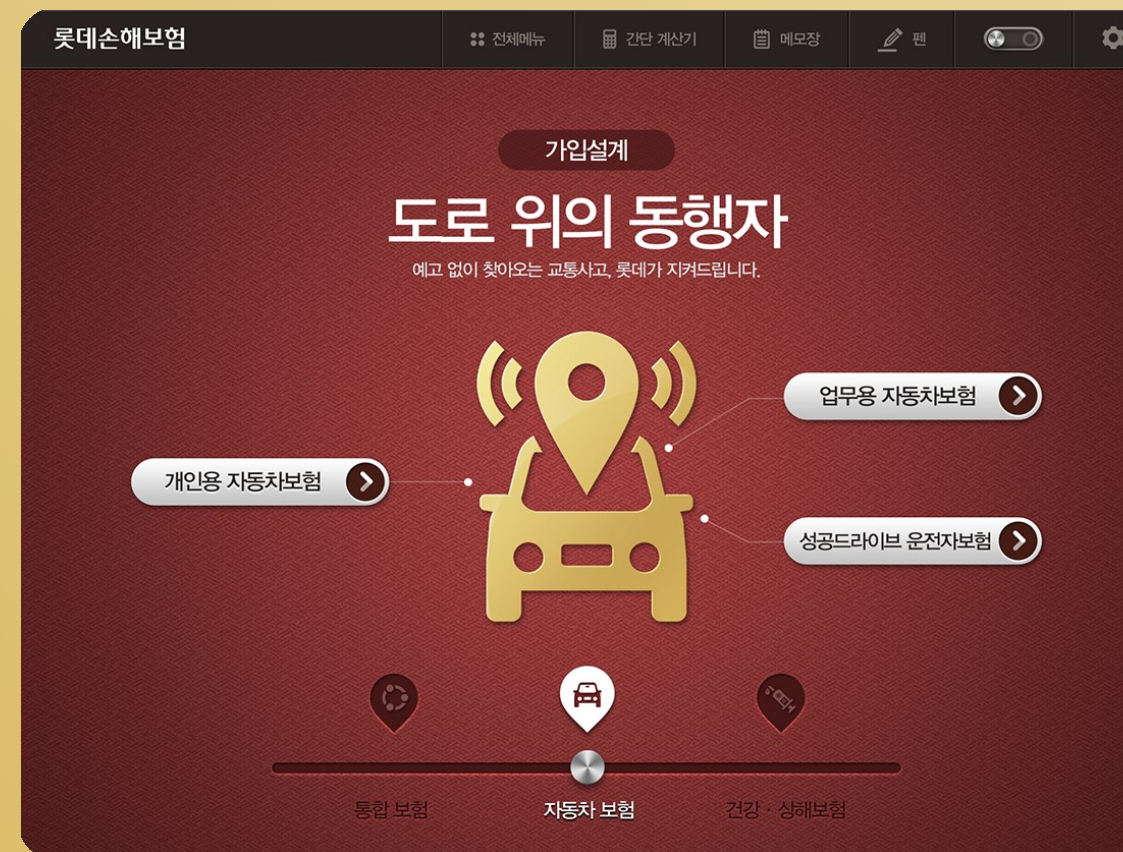 롯데손해보험
전체메뉴
간단 계산기
메모장
펜
가입설계
도로 위의 동행자
예고 없이 찾아오는 교통사고, 롯데가 지켜드립니다.
업무용 자동차보험
개인용 자동차보험
성공드라이브 운전자보험
통합 보험
자동차 보험
건강 · 상해보험